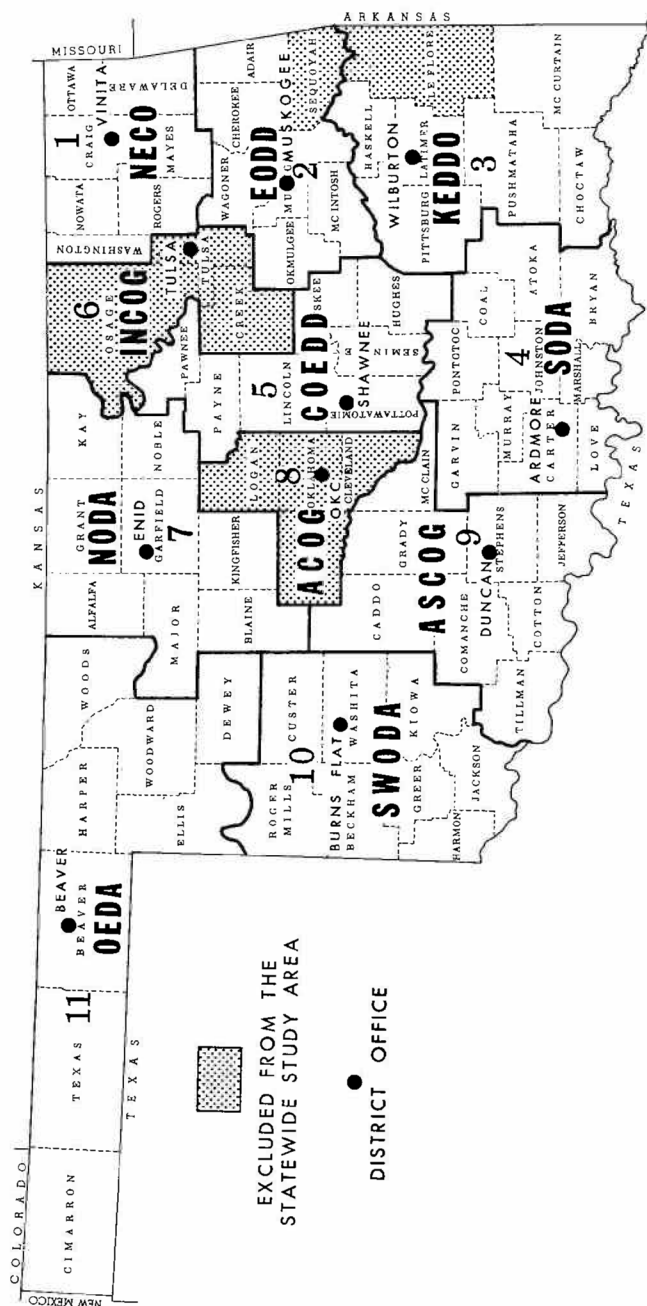 COLORADO
KANSAS
MISSOURI
ARKANSAS
NEW MEXICO
CIMARRON
TEXAS
11
BEAVER
BEAVER
OEDA
TEXAS
HARPER
WOODS
WOODWARD
ELLIS
DEWEY
ALFALFA
GRANT
KAY
NODA
ENID
GARFIELD
7
NOBLE
MAJOR
BLAINE
KINGFISHER
6
OSAGE
INCOG
TULSA
TULSA
PAWNEE
CREEK
WASHINGTON
NOWATA
1
CRAIG
OTTAWA
VINITA
DELAWARE
NECO
ROGERS
MAYES
WAGONER
CHEROKEE
ADAIR
EODD
MUSKOGEE
2
SEQUOYAH
OKMULGEE
MC INTOSH
PAYNE
5
LINCOLN
COEDD
SHAWNEE
POTTAWATOMIE
SEMIN E
SKEE
HUGHES
LOGAN
8
OKLAHOMA
OKC
ACOG
CLEVELAND
ROGER
MILLS
CUSTER
10
BURNS FLAT
BECKHAM
WASHITA
SWODA
GREER
KIOWA
HARMON
JACKSON
CADDO
GRADY
MC CLAIN
ASCOG
COMANCHE
9
DUNCAN
STEPHENS
TILLMAN
COTTON
JEFFERSON
PONTOTOC
COAL
GARVIN
MURRAY
4
JOHNSTON
ATOKA
ARDMORE
CARTER
SODA
MARSHALL
LOVE
BRYAN
TEXAS
HASKELL
LE FLORE
WILBURTON
LATIMER
PITTSBURG
KEDDO
3
PUSHMATAHA
MC CURTAIN
CHOCTAW
EXCLUDED FROM THE
STATEWIDE STUDY AREA
DISTRICT OFFICE